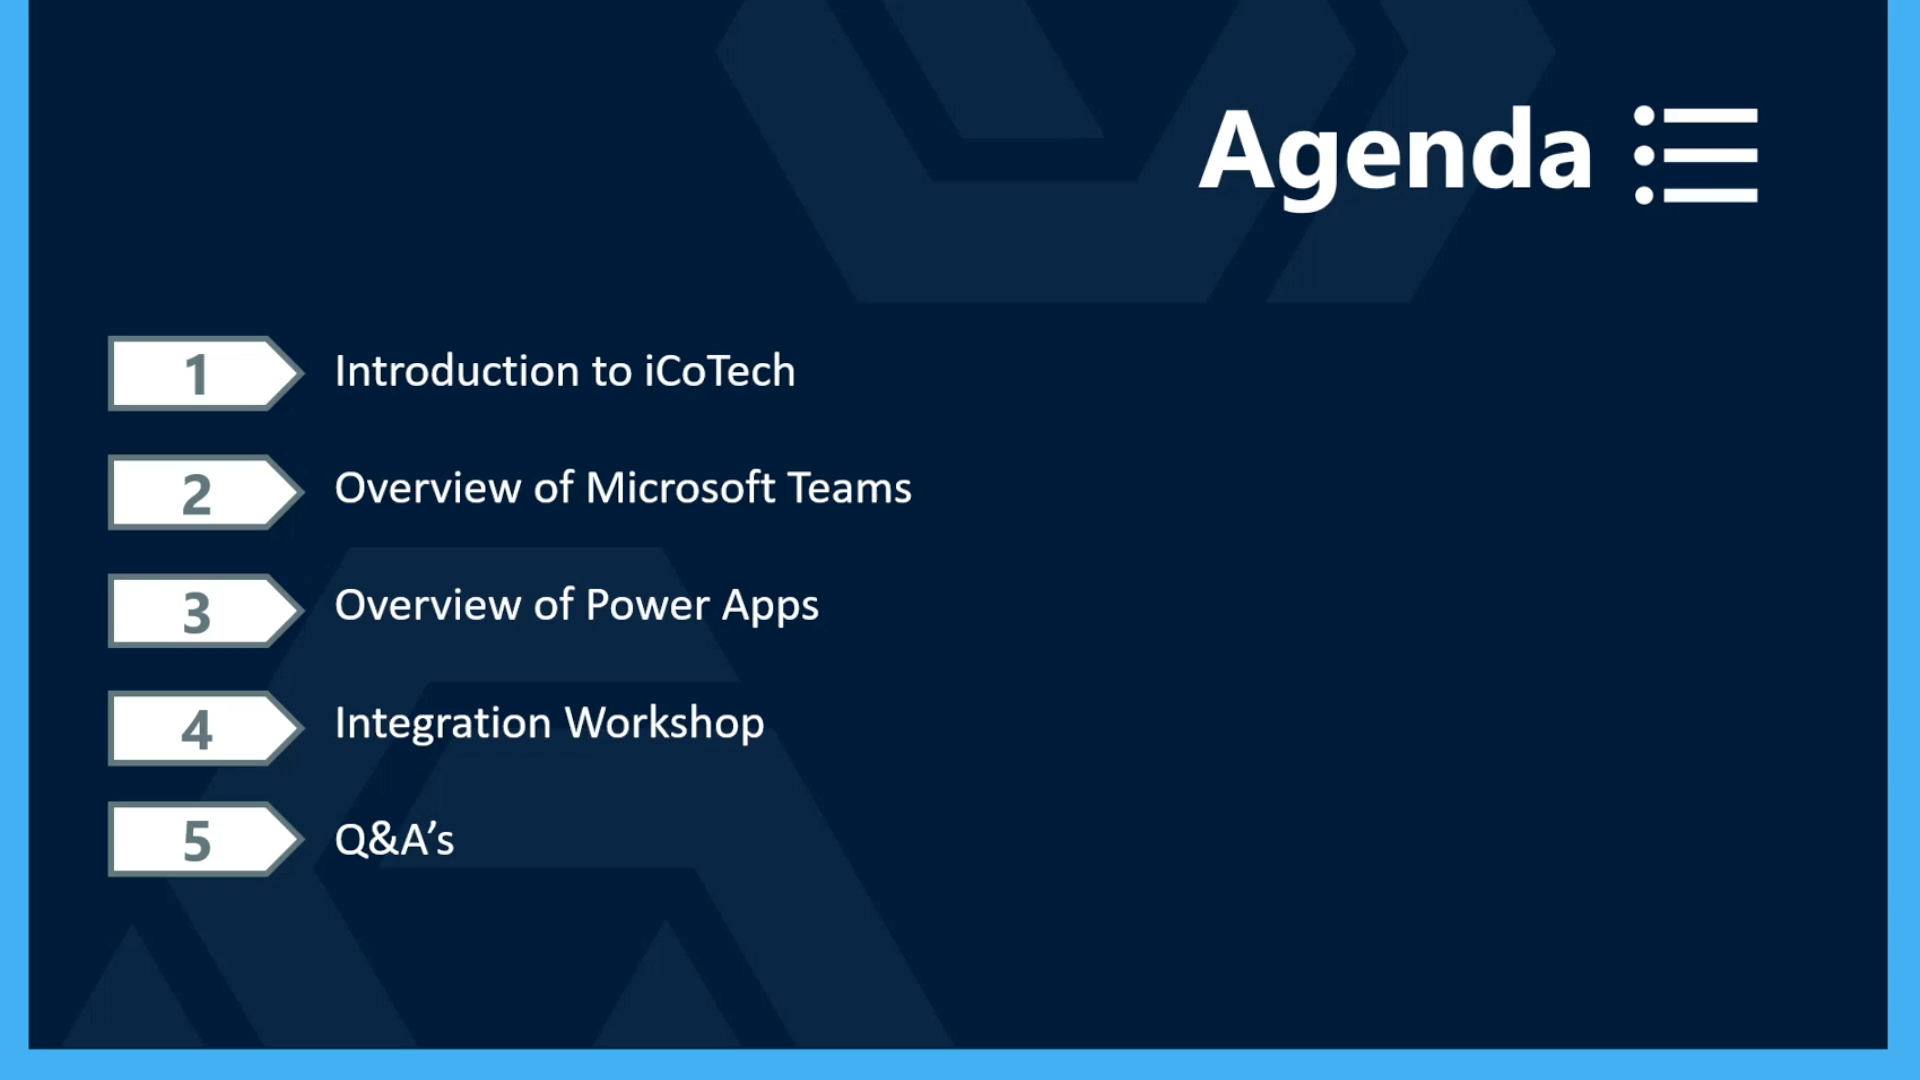 Agenda
1 Introduction to iCoTech
2 Overview of Microsoft Teams
3 Overview of Power Apps
4 Integration Workshop
5 Q&A’s